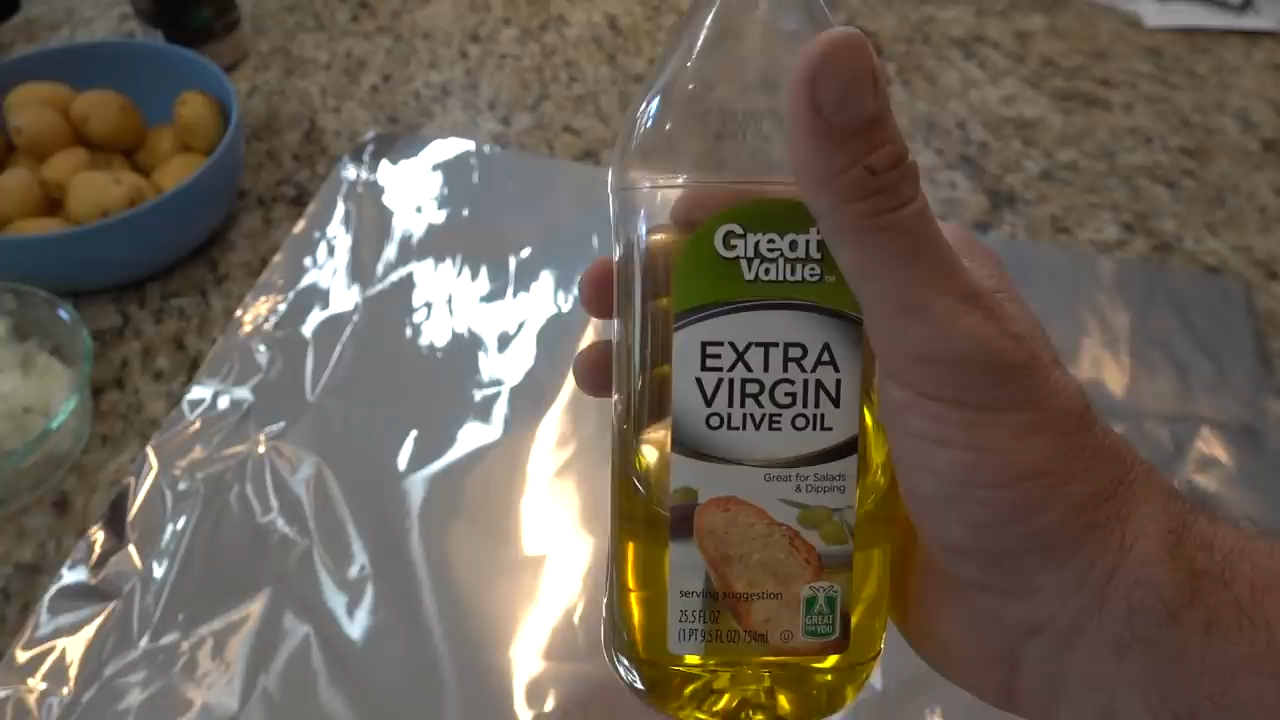 Great
Value™
EXTRA
VIRGIN
OLIVE OIL
Great for Salads
& Dipping
serving suggestion
25.5 FL OZ
(1 PT 9.5 FL OZ) 754mL
GREAT
FOR YOU